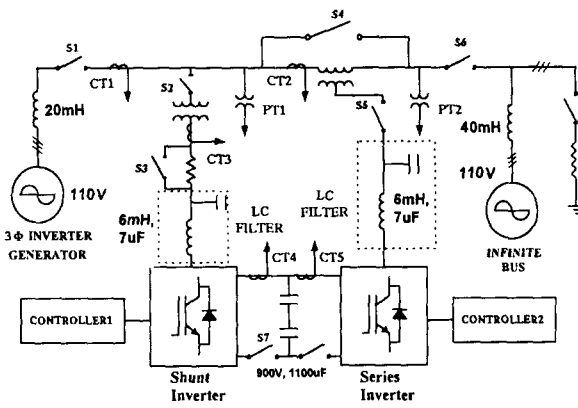 S4
S1
S6
CT1
S2
CT2
PT1
S5
PT2
20mH
40mH
CT3
S3
110V
110V
LC
FILTER
LC
FILTER
6mH,
7uF
6mH,
7uF
3Φ INVERTER
GENERATOR
CT4
CT5
INFINITE
BUS
CONTROLLER1
CONTROLLER2
S7
900V, 1100uF
Shunt
Inverter
Series
Inverter